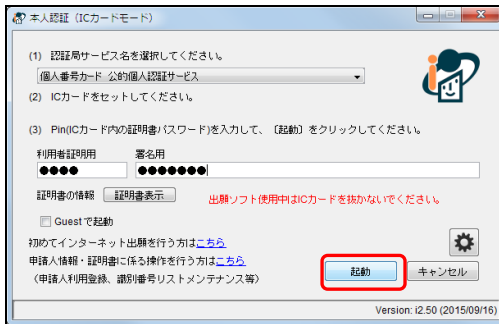 本人認証（ICカードモード）
(1) 認証局サービス名を選択してください。
個人番号カード 公的個人認証サービス
(2) ICカードをセットしてください。
(3) Pin(ICカード内の証明書パスワード)を入力して、［起動］をクリックしてください。
利用者証明用 署名用
●●●● ●●●●●●●
証明書の情報 証明書表示 出願ソフト使用中はICカードを抜かないでください。
Guestで起動
初めてインターネット出願を行う方はこちら
申請人情報・証明書に係る操作を行う方はこちら
（申請人利用登録、識別番号リストメンテナンス等）
起動 キャンセル
Version: i2.50 (2015/09/16)